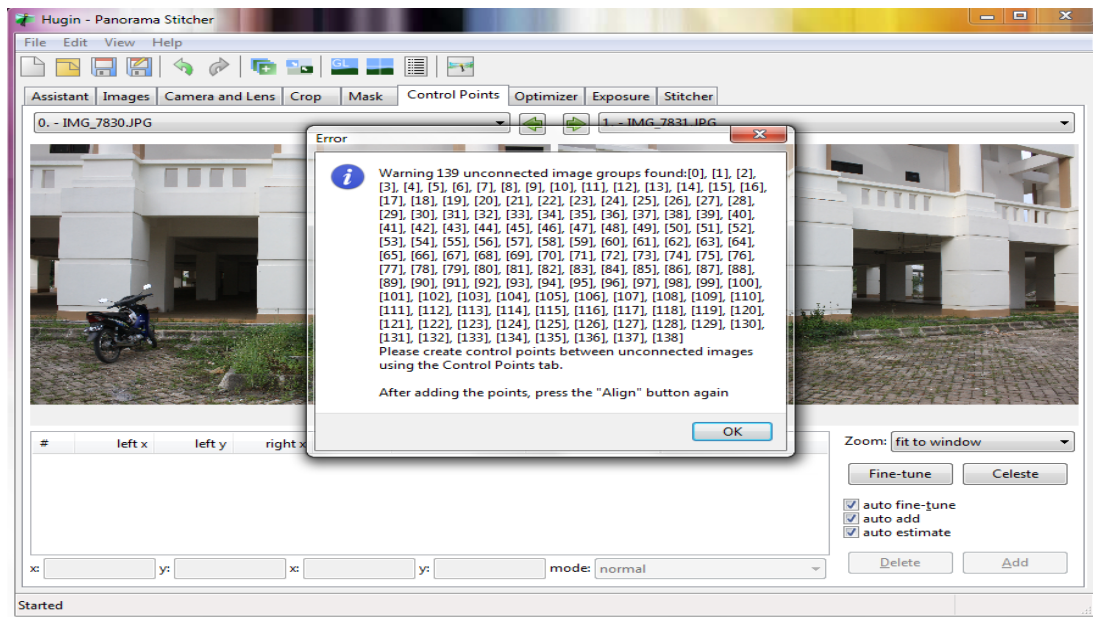 Hugin - Panorama Stitcher
File Edit View Help
GL
Assistant Images Camera and Lens Crop Mask Control Points Optimizer Exposure Stitcher
0. - IMG_7830.JPG
1. - IMG_7831.JPG
Error
Warning 139 unconnected image groups found:[0], [1], [2],
[3], [4], [5], [6], [7], [8], [9], [10], [11], [12], [13], [14], [15], [16],
[17], [18], [19], [20], [21], [22], [23], [24], [25], [26], [27], [28],
[29], [30], [31], [32], [33], [34], [35], [36], [37], [38], [39], [40],
[41], [42], [43], [44], [45], [46], [47], [48], [49], [50], [51], [52],
[53], [54], [55], [56], [57], [58], [59], [60], [61], [62], [63], [64],
[65], [66], [67], [68], [69], [70], [71], [72], [73], [74], [75], [76],
[77], [78], [79], [80], [81], [82], [83], [84], [85], [86], [87], [88],
[89], [90], [91], [92], [93], [94], [95], [96], [97], [98], [99], [100],
[101], [102], [103], [104], [105], [106], [107], [108], [109], [110],
[111], [112], [113], [114], [115], [116], [117], [118], [119], [120],
[121], [122], [123], [124], [125], [126], [127], [128], [129], [130],
[131], [132], [133], [134], [135], [136], [137], [138]
Please create control points between unconnected images
using the Control Points tab.
After adding the points, press the "Align" button again
OK
# left x left y right x
Zoom: fit to window
Fine-tune Celeste
auto fine-tune
auto add
auto estimate
x: y: x: y: mode: normal
Delete Add
Started